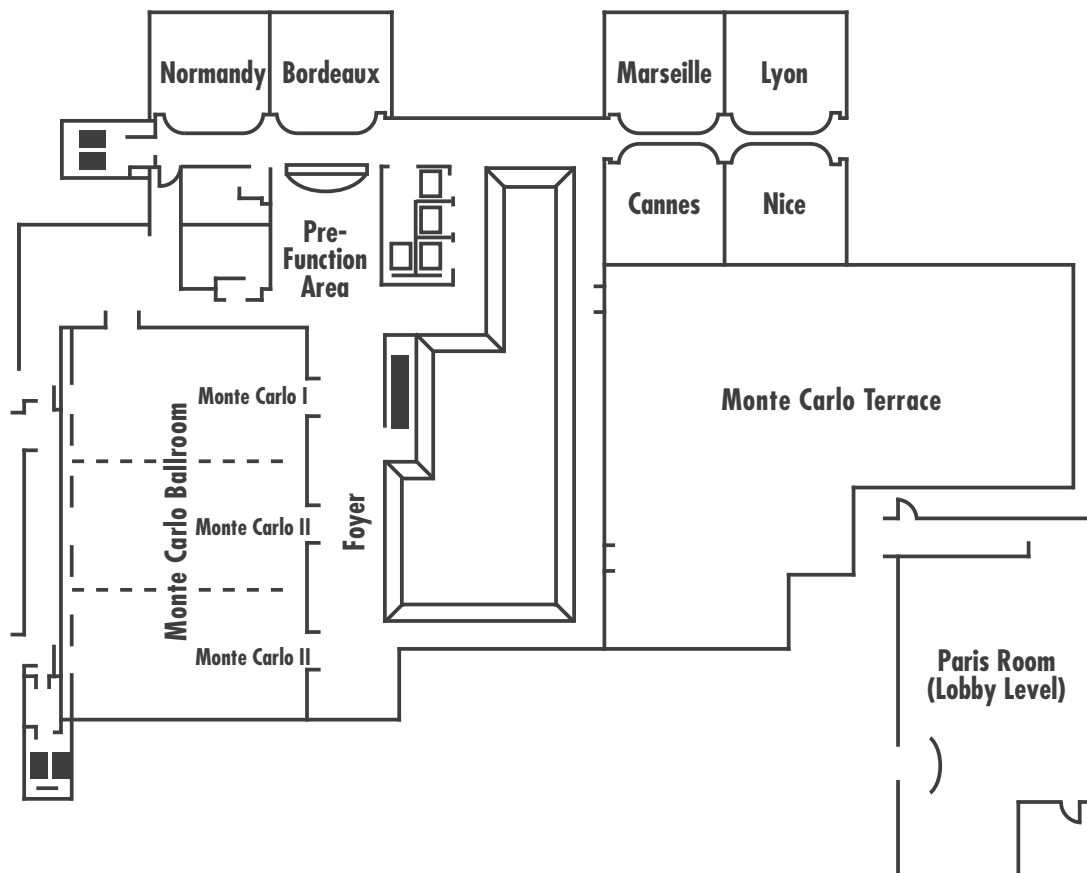 Normandy
Bordeaux
Marseille
Lyon
Cannes
Nice
Pre-
Function
Area
Monte Carlo I
Monte Carlo Terrace
Monte Carlo Ballroom
Monte Carlo II
Foyer
Monte Carlo II
Paris Room
(Lobby Level)